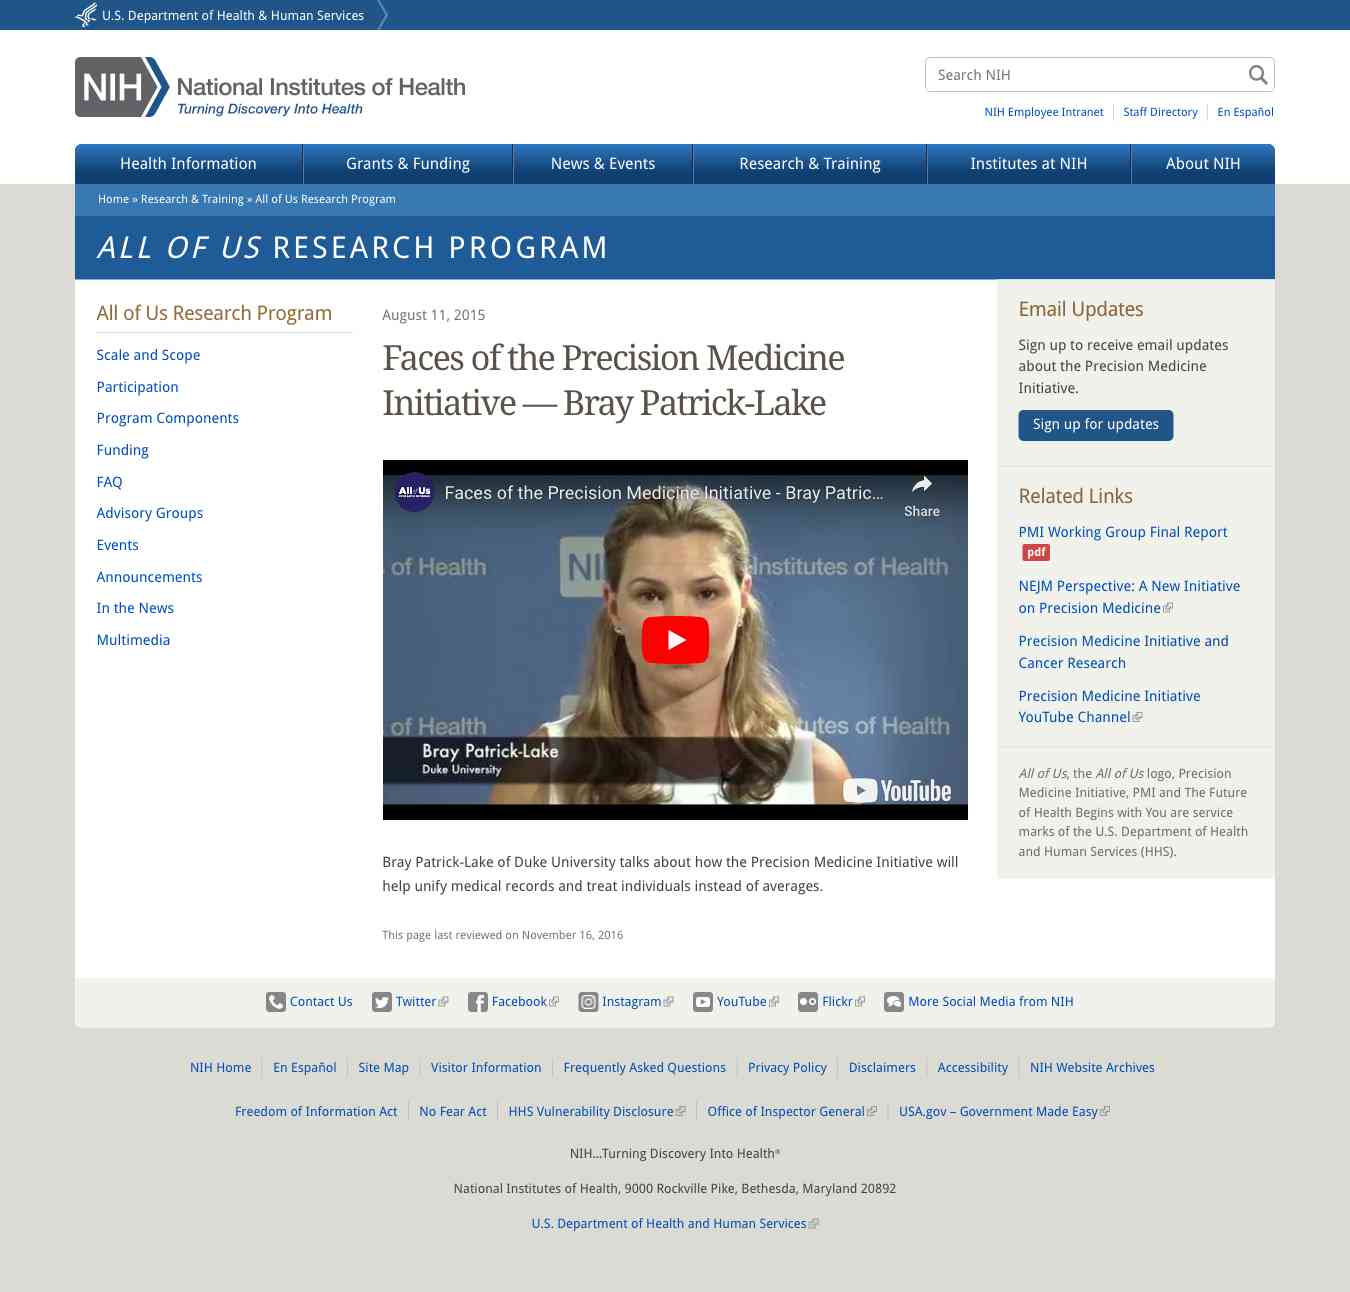 U.S. Department of Health & Human Services
NIH National Institutes of Health
Turning Discovery Into Health
Search NIH
NIH Employee Intranet
Staff Directory
En Español
Health Information
Grants & Funding
News & Events
Research & Training
Institutes at NIH
About NIH
Home » Research & Training » All of Us Research Program
ALL OF US RESEARCH PROGRAM
All of Us Research Program
Scale and Scope
Participation
Program Components
Funding
FAQ
Advisory Groups
Events
Announcements
In the News
Multimedia
August 11, 2015
Faces of the Precision Medicine
Initiative — Bray Patrick-Lake
All of Us
Faces of the Precision Medicine Initiative - Bray Patric...
Share
of Health
NI
Institutes of Health
of Health
itutes of Health
Bray Patrick-Lake
Duke University
YouTube
Bray Patrick-Lake of Duke University talks about how the Precision Medicine Initiative will
help unify medical records and treat individuals instead of averages.
This page last reviewed on November 16, 2016
Email Updates
Sign up to receive email updates
about the Precision Medicine
Initiative.
Sign up for updates
Related Links
PMI Working Group Final Report
pdf
NEJM Perspective: A New Initiative
on Precision Medicine
Precision Medicine Initiative and
Cancer Research
Precision Medicine Initiative
YouTube Channel
All of Us, the All of Us logo, Precision
Medicine Initiative, PMI and The Future
of Health Begins with You are service
marks of the U.S. Department of Health
and Human Services (HHS).
Contact Us
Twitter
Facebook
Instagram
YouTube
Flickr
More Social Media from NIH
NIH Home
En Español
Site Map
Visitor Information
Frequently Asked Questions
Privacy Policy
Disclaimers
Accessibility
NIH Website Archives
Freedom of Information Act
No Fear Act
HHS Vulnerability Disclosure
Office of Inspector General
USA.gov – Government Made Easy
NIH...Turning Discovery Into Health®
National Institutes of Health, 9000 Rockville Pike, Bethesda, Maryland 20892
U.S. Department of Health and Human Services